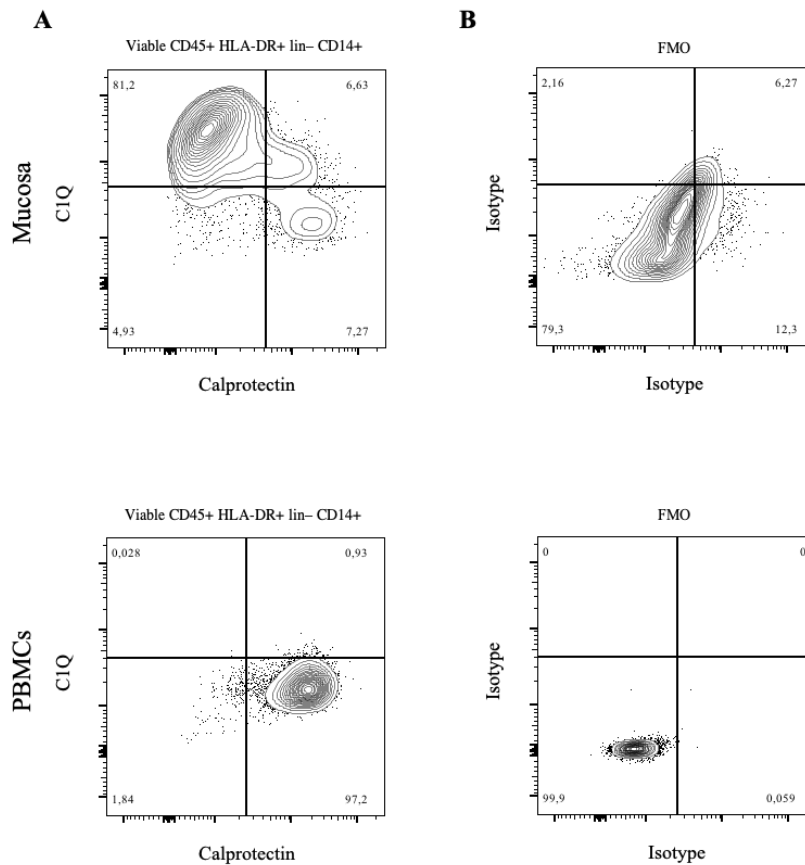 A
B
Viable CD45+ HLA-DR+ lin– CD14+
FMO
81,2
6,63
2,16
6,27
Mucosa
C1Q
Isotype
4,93
7,27
79,3
12,3
Calprotectin
Isotype
Viable CD45+ HLA-DR+ lin– CD14+
FMO
0,028
0,93
0
0
PBMCs
C1Q
Isotype
1,84
97,2
99,9
0,059
Calprotectin
Isotype